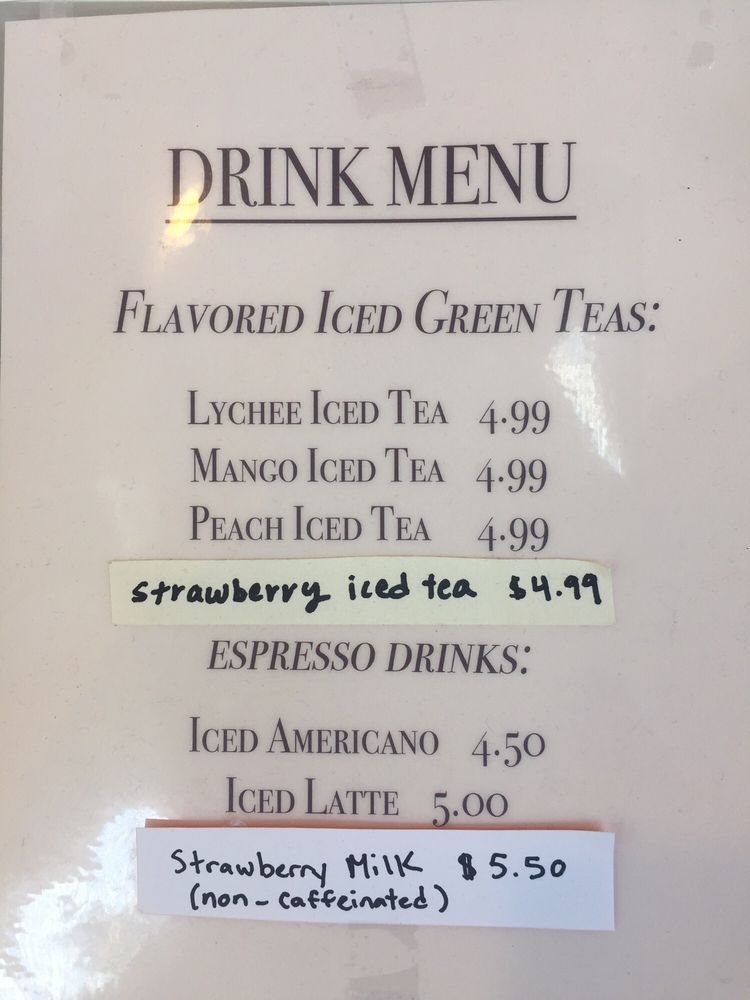 DRINK MENU
FLAVORED ICED GREEN TEAS:
LYCHEE ICED TEA 4.99
MANGO ICED TEA 4.99
PEACH ICED TEA 4.99
strawberry iced tea $4.99
ESPRESSO DRINKS:
ICED AMERICANO 4.50
ICED LATTE 5.00
Strawberry Milk $5.50
(non-caffeinated)